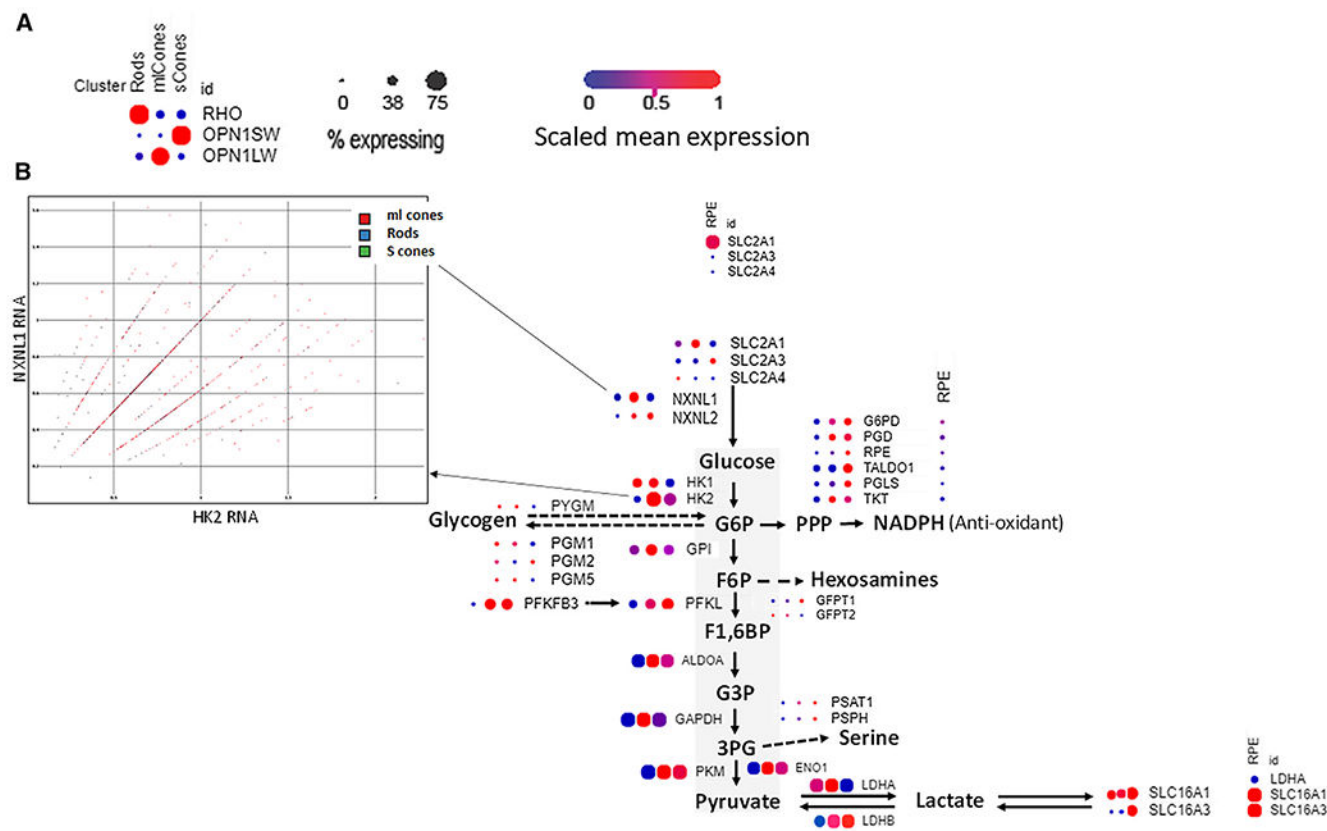 A
Cluster Rods mlCones sCones id
RHO
OPN1SW
OPN1LW
0 38 75
% expressing
0 0.5 1
Scaled mean expression
B
ml cones
Rods
S cones
NXNL1 RNA
HK2 RNA
RPE id
SLC2A1
SLC2A3
SLC2A4
SLC2A1
SLC2A3
SLC2A4
NXNL1
NXNL2
RPE
G6PD
PGD
RPE
TALDO1
PGLS
TKT
Glucose
HK1
HK2
PYGM
Glycogen
G6P
PPP
NADPH (Anti-oxidant)
PGM1
PGM2
PGM5
GPI
F6P
Hexosamines
GFPT1
GFPT2
PFKFB3
PFKL
F1,6BP
ALDOA
G3P
GAPDH
PSAT1
PSPH
3PG
Serine
PKM
ENO1
Pyruvate
LDHA
LDHB
Lactate
SLC16A1
SLC16A3
RPE id
LDHA
SLC16A1
SLC16A3